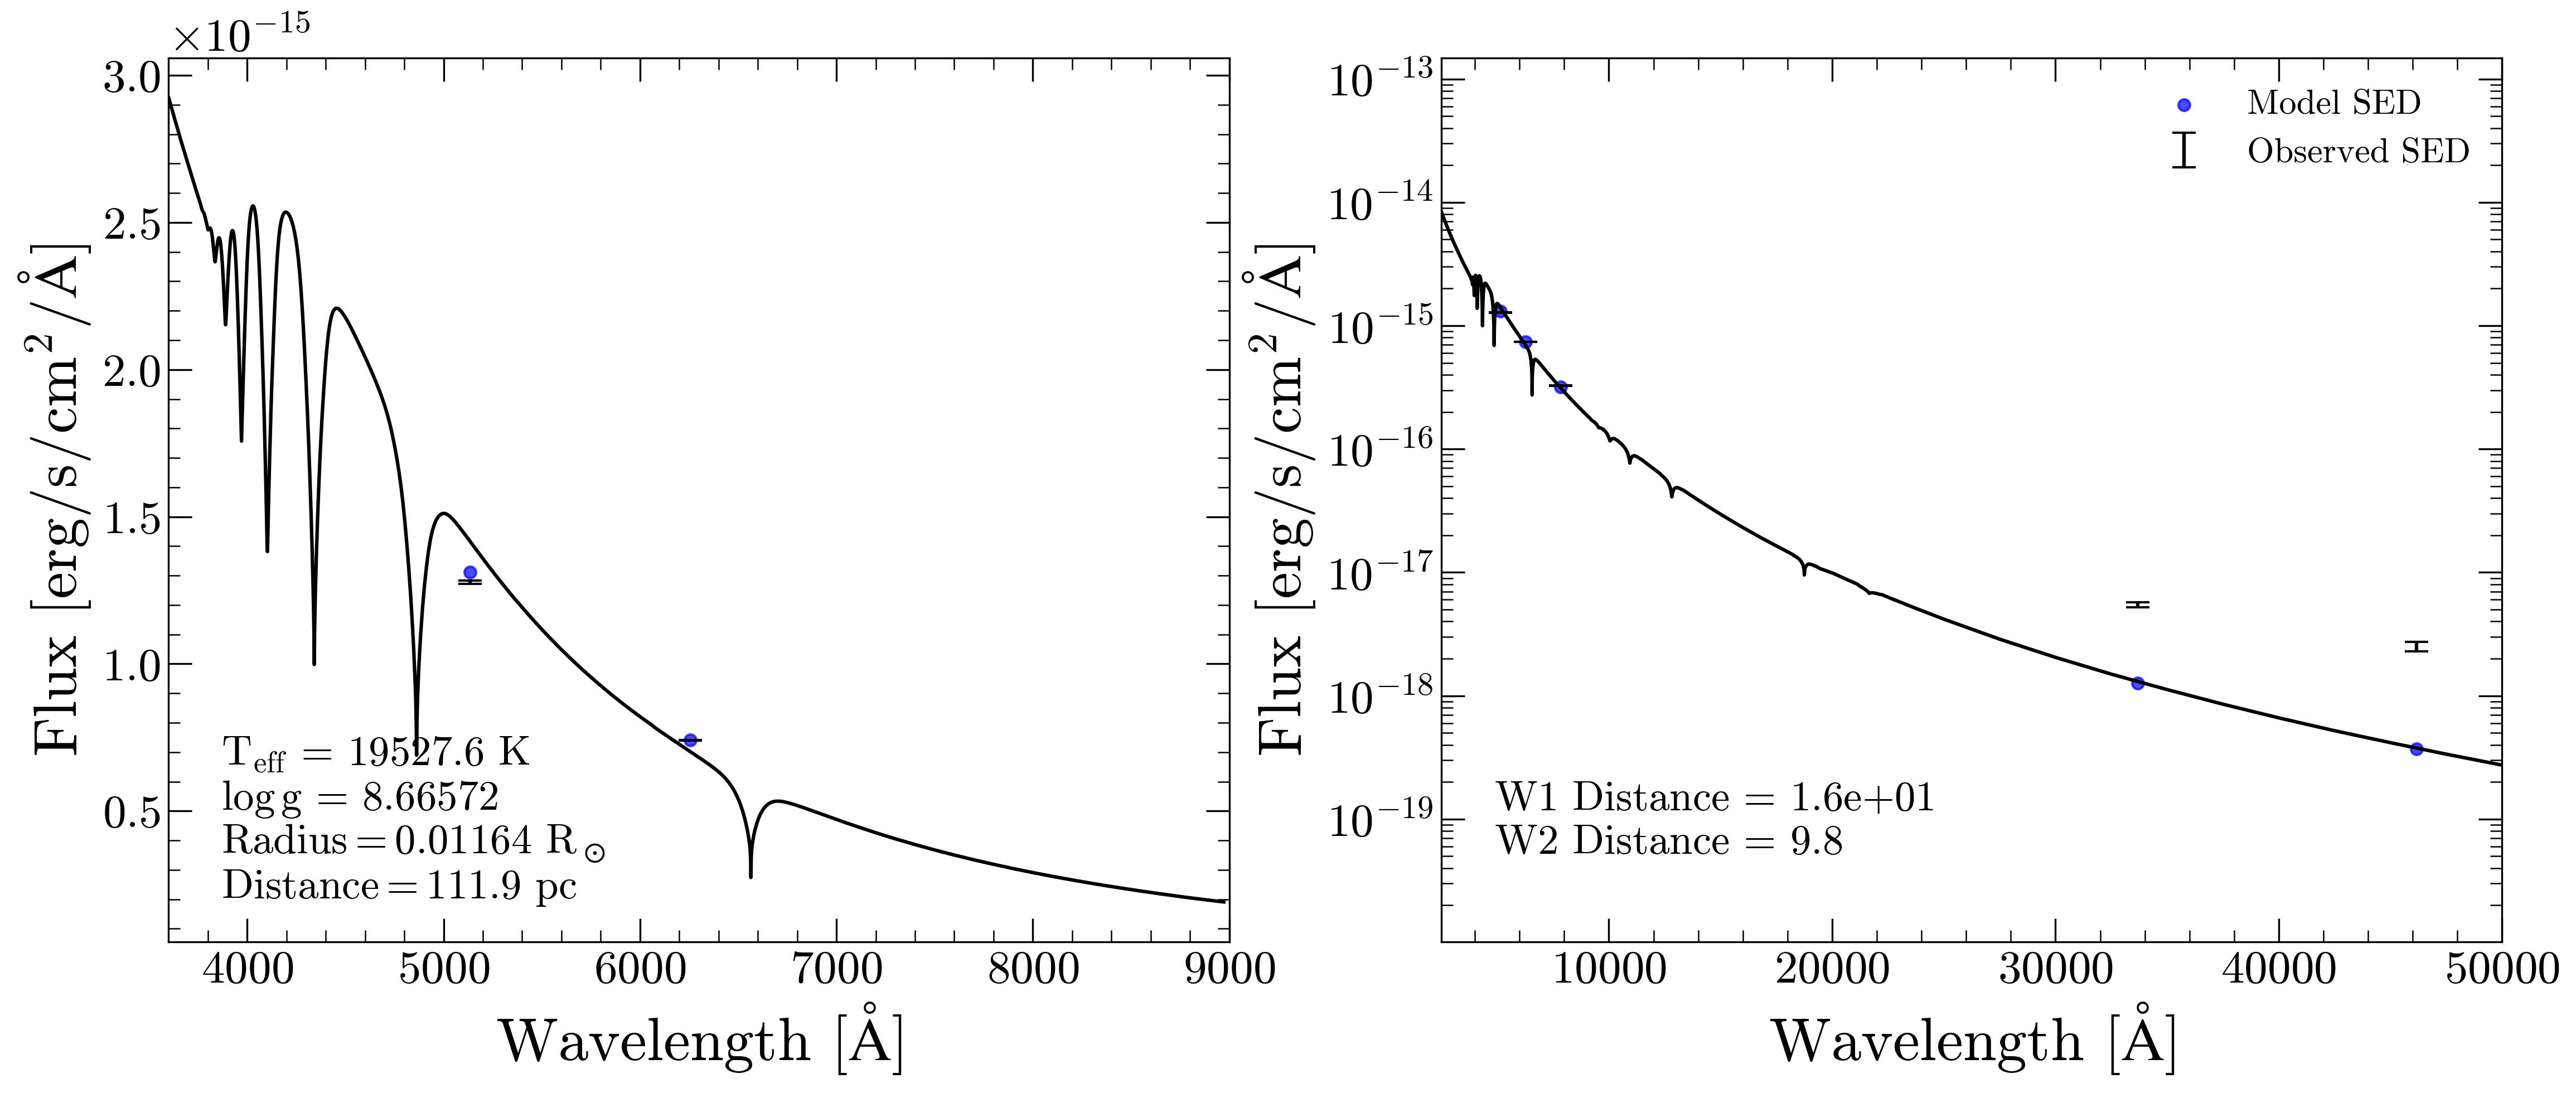 ×10⁻¹⁵
3.0
2.5
2.0
1.5
1.0
0.5
Flux [erg/s/cm²/Å]
T_eff = 19527.6 K
log g = 8.66572
Radius = 0.01164 R_⊙
Distance = 111.9 pc
4000 5000 6000 7000 8000 9000
Wavelength [Å]
10⁻¹³
10⁻¹⁴
10⁻¹⁵
10⁻¹⁶
10⁻¹⁷
10⁻¹⁸
10⁻¹⁹
Flux [erg/s/cm²/Å]
Model SED
Observed SED
W1 Distance = 1.6e+01
W2 Distance = 9.8
10000 20000 30000 40000 50000
Wavelength [Å]